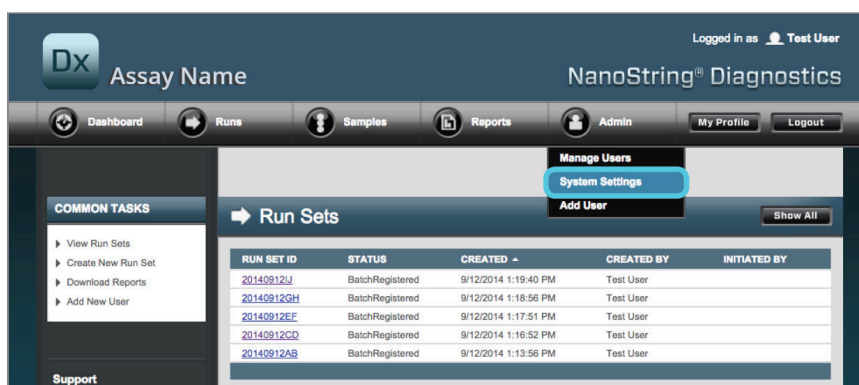 Logged in as Test User
Dx Assay Name
NanoString® Diagnostics
Dashboard Runs Samples Reports Admin My Profile Logout
Manage Users
System Settings
Add User
COMMON TASKS
View Run Sets
Create New Run Set
Download Reports
Add New User
Support
Run Sets Show All
RUN SET ID STATUS CREATED CREATED BY INITIATED BY
20140912IJ BatchRegistered 9/12/2014 1:19:40 PM Test User
20140912GH BatchRegistered 9/12/2014 1:18:56 PM Test User
20140912EF BatchRegistered 9/12/2014 1:17:51 PM Test User
20140912CD BatchRegistered 9/12/2014 1:16:52 PM Test User
20140912AB BatchRegistered 9/12/2014 1:13:56 PM Test User